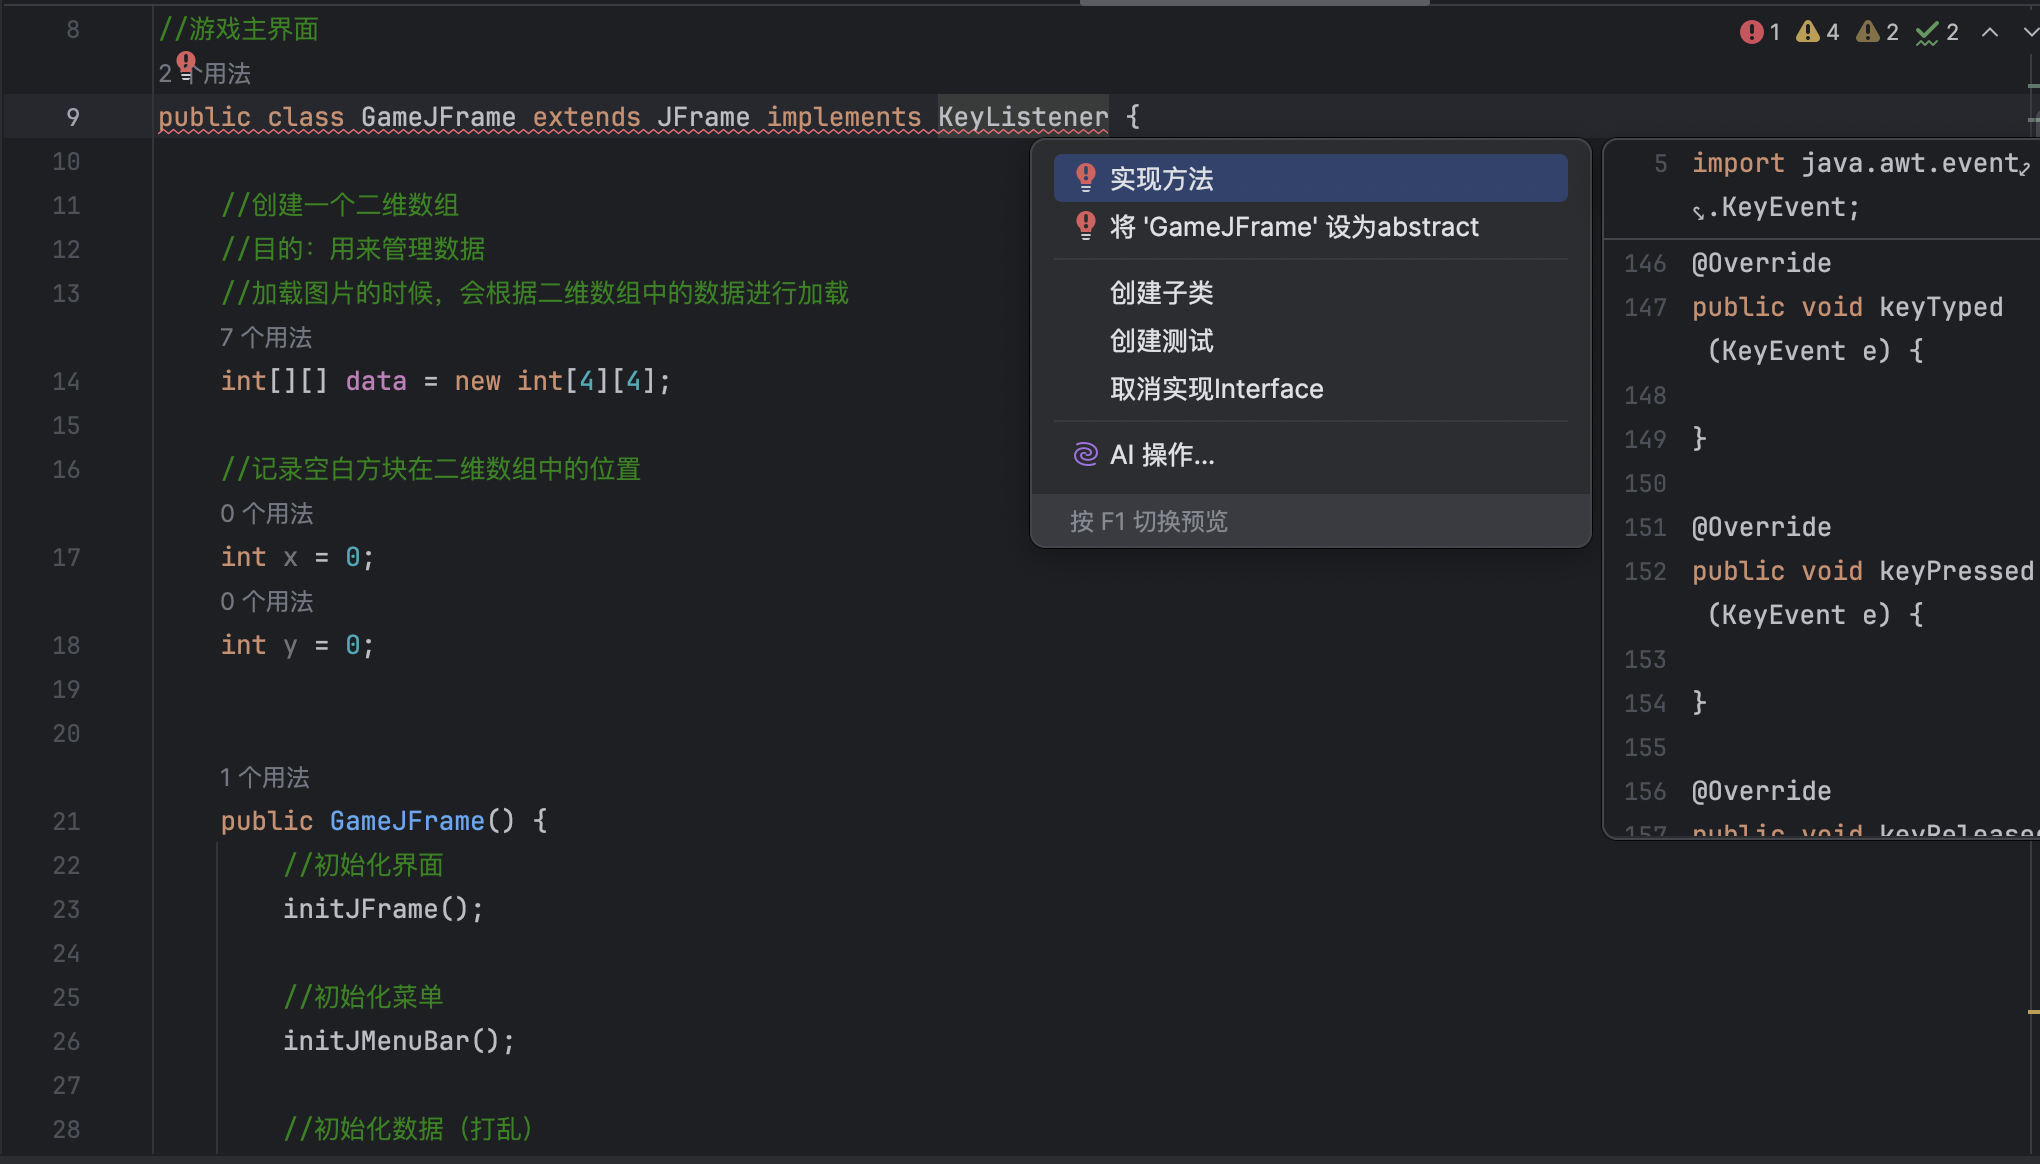 8 //游戏主界面
1 4 2 2
2 个用法
9 public class GameJFrame extends JFrame implements KeyListener {
10
11 //创建一个二维数组
12 //目的：用来管理数据
13 //加载图片的时候，会根据二维数组中的数据进行加载
7 个用法
14 int[][] data = new int[4][4];
15
16 //记录空白方块在二维数组中的位置
0 个用法
17 int x = 0;
0 个用法
18 int y = 0;
19
20
1 个用法
21 public GameJFrame() {
22 //初始化界面
23 initJFrame();
24
25 //初始化菜单
26 initJMenuBar();
27
28 //初始化数据（打乱）
实现方法
将 'GameJFrame' 设为abstract
创建子类
创建测试
取消实现Interface
AI 操作...
按 F1 切换预览
5 import java.awt.event
.KeyEvent;
146 @Override
147 public void keyTyped
(KeyEvent e) {
148
149 }
150
151 @Override
152 public void keyPressed
(KeyEvent e) {
153
154 }
155
156 @Override
157 public void keyReleased